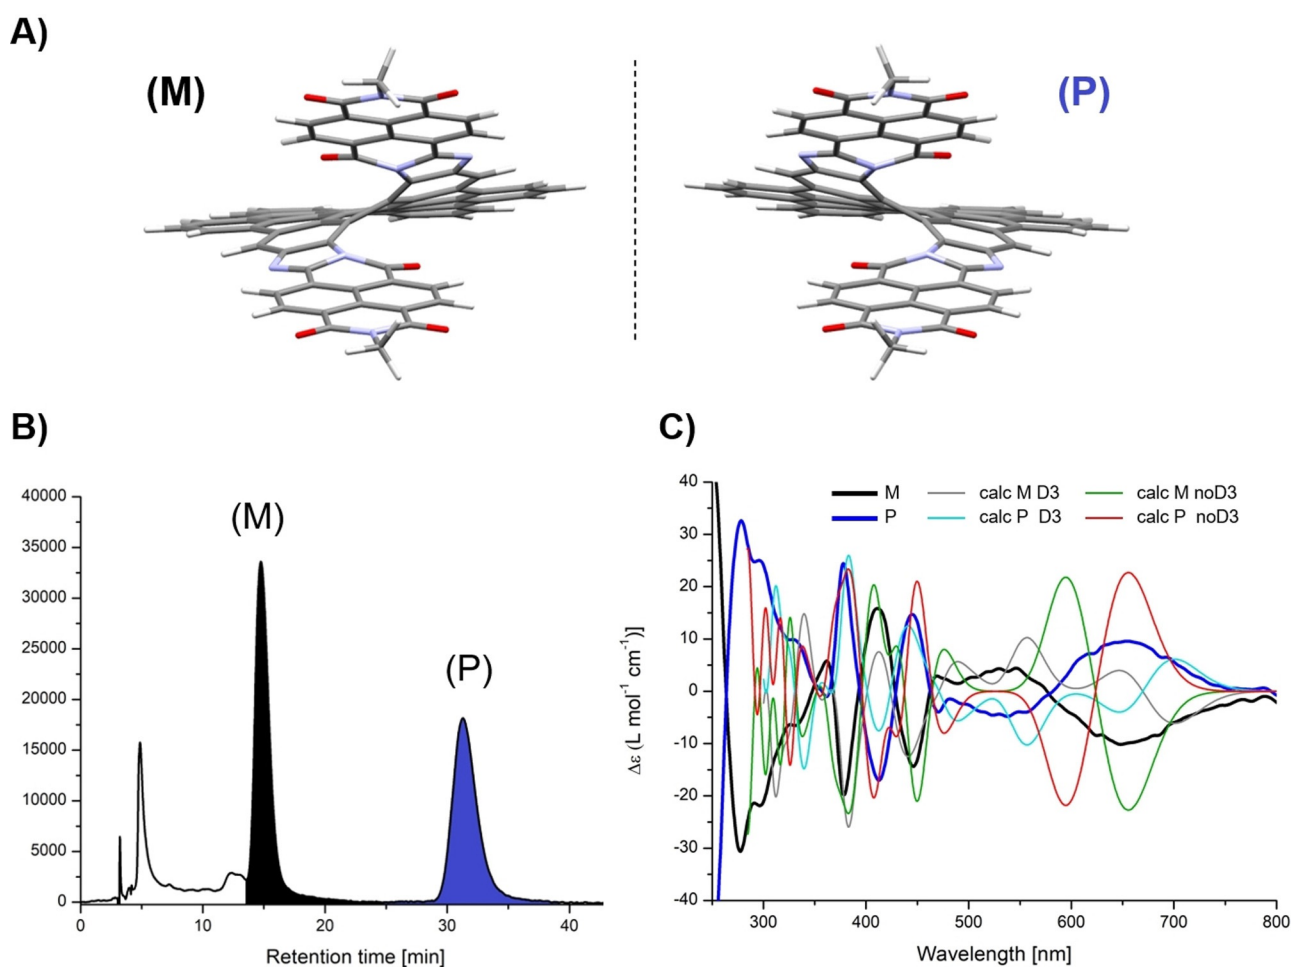 A)
(M)
(P)
B)
40000
35000
30000
25000
20000
15000
10000
5000
0
(M)
(P)
0
10
20
30
40
Retention time [min]
C)
40
30
20
10
0
-10
-20
-30
-40
Δε (L mol⁻¹ cm⁻¹)]
M
calc M D3
calc M noD3
P
calc P D3
calc P noD3
300
400
500
600
700
800
Wavelength [nm]